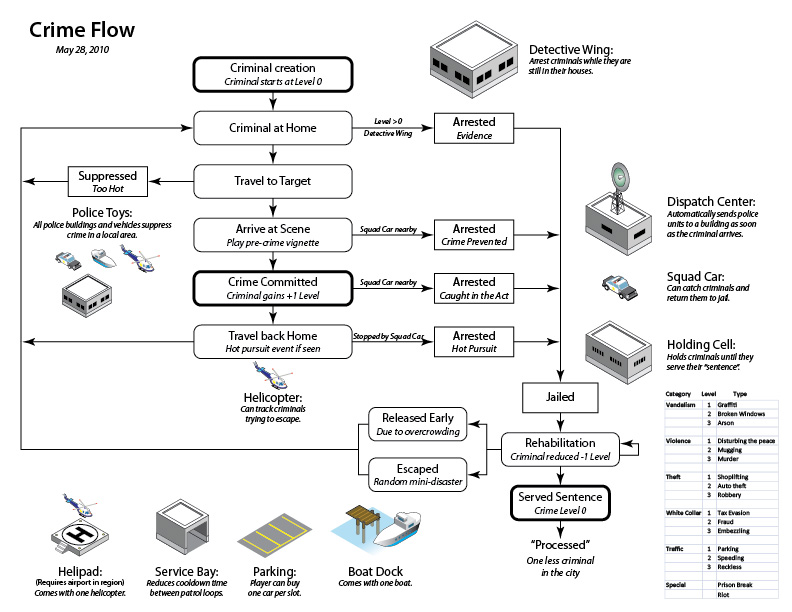 Crime Flow
May 28, 2010
Criminal creation
Criminal starts at Level 0
Detective Wing:
Arrest criminals while they are
still in their houses.
Criminal at Home
Level > 0
Detective Wing
Arrested
Evidence
Suppressed
Too Hot
Travel to Target
Police Toys:
All police buildings and vehicles suppress
crime in a local area.
Arrive at Scene
Play pre-crime vignette
Squad Car nearby
Arrested
Crime Prevented
Dispatch Center:
Automatically sends police
units to a building as soon
as the criminal arrives.
Crime Committed
Criminal gains +1 Level
Squad Car nearby
Arrested
Caught in the Act
Squad Car:
Can catch criminals and
return them to jail.
Travel back Home
Hot pursuit event if seen
Stopped by Squad Car
Arrested
Hot Pursuit
Holding Cell:
Holds criminals until they
serve their "sentence".
Helicopter:
Can track criminals
trying to escape.
Jailed
Released Early
Due to overcrowding
Rehabilitation
Criminal reduced -1 Level
Escaped
Random mini-disaster
Served Sentence
Crime Level 0
"Processed"
One less criminal
in the city
Category Level Type
Vandalism 1 Graffiti
2 Broken Windows
3 Arson
Violence 1 Disturbing the peace
2 Mugging
3 Murder
Theft 1 Shoplifting
2 Auto theft
3 Robbery
White Collar 1 Tax Evasion
2 Fraud
3 Embezzling
Traffic 1 Parking
2 Speeding
3 Reckless
Special Prison Break
Riot
H
Helipad:
(Requires airport in region)
Comes with one helicopter.
Service Bay:
Reduces cooldown time
between patrol loops.
Parking:
Player can buy
one car per slot.
Boat Dock
Comes with one boat.